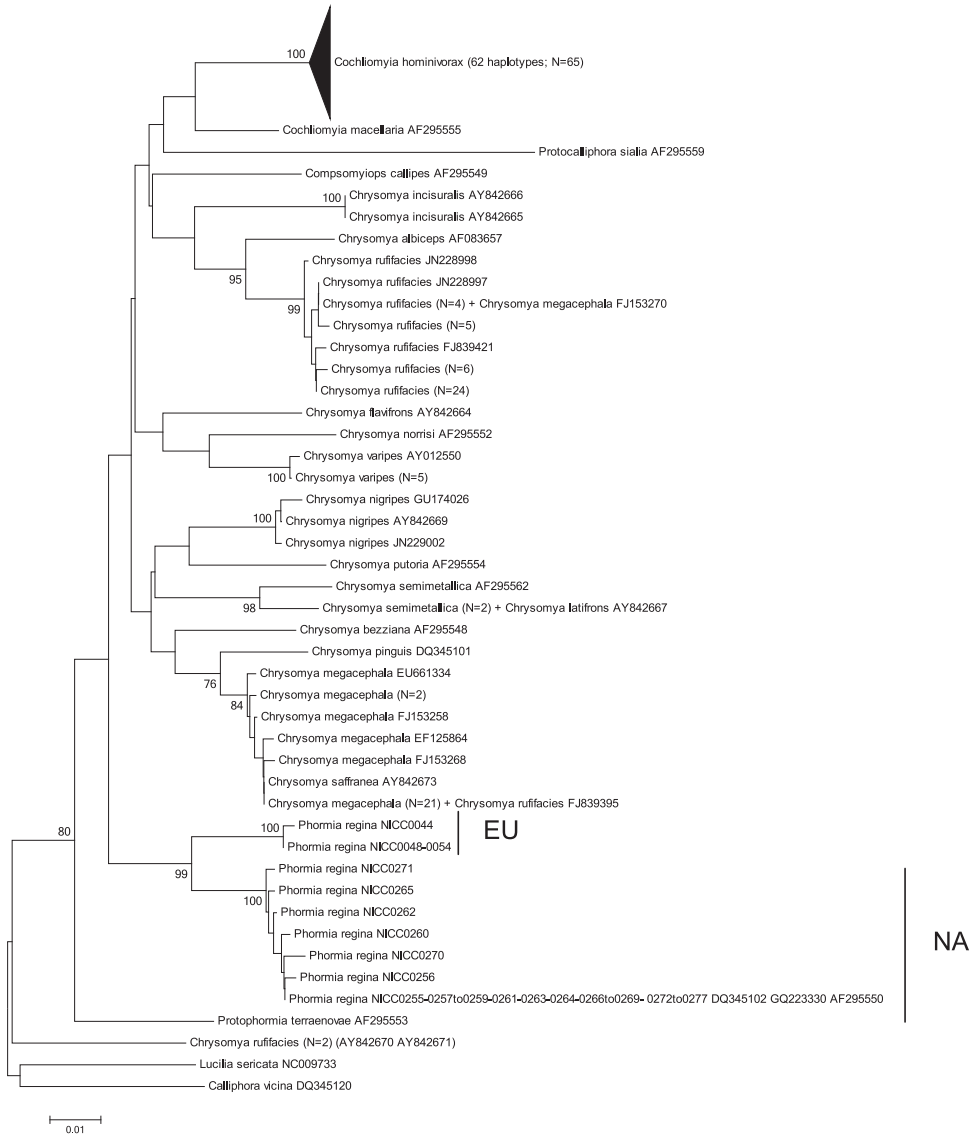 100
Cochliomyia hominivorax (62 haplotypes; N=65)
Cochliomyia macellaria AF295555
Protocalliphora sialia AF295559
Compsomyiops callipes AF295549
100
Chrysomya incisuralis AY842666
Chrysomya incisuralis AY842665
Chrysomya albiceps AF083657
95
Chrysomya rufifacies JN228998
Chrysomya rufifacies JN228997
99
Chrysomya rufifacies (N=4) + Chrysomya megacephala FJ153270
Chrysomya rufifacies (N=5)
Chrysomya rufifacies FJ839421
Chrysomya rufifacies (N=6)
Chrysomya rufifacies (N=24)
Chrysomya flavifrons AY842664
Chrysomya norrisi AF295552
Chrysomya varipes AY012550
100
Chrysomya varipes (N=5)
Chrysomya nigripes GU174026
100
Chrysomya nigripes AY842669
Chrysomya nigripes JN229002
Chrysomya putoria AF295554
Chrysomya semimetallica AF295562
98
Chrysomya semimetallica (N=2) + Chrysomya latifrons AY842667
Chrysomya bezziana AF295548
Chrysomya pinguis DQ345101
76
Chrysomya megacephala EU661334
Chrysomya megacephala (N=2)
84
Chrysomya megacephala FJ153258
Chrysomya megacephala EF125864
Chrysomya megacephala FJ153268
Chrysomya saffranea AY842673
Chrysomya megacephala (N=21) + Chrysomya rufifacies FJ839395
80
100
Phormia regina NICC0044
EU
Phormia regina NICC0048-0054
99
Phormia regina NICC0271
Phormia regina NICC0265
100
Phormia regina NICC0262
Phormia regina NICC0260
NA
Phormia regina NICC0270
Phormia regina NICC0256
Phormia regina NICC0255-0257to0259-0261-0263-0264-0266to0269- 0272to0277 DQ345102 GQ223330 AF295550
Protophormia terraenovae AF295553
Chrysomya rufifacies (N=2) (AY842670 AY842671)
Lucilia sericata NC009733
Calliphora vicina DQ345120
0.01